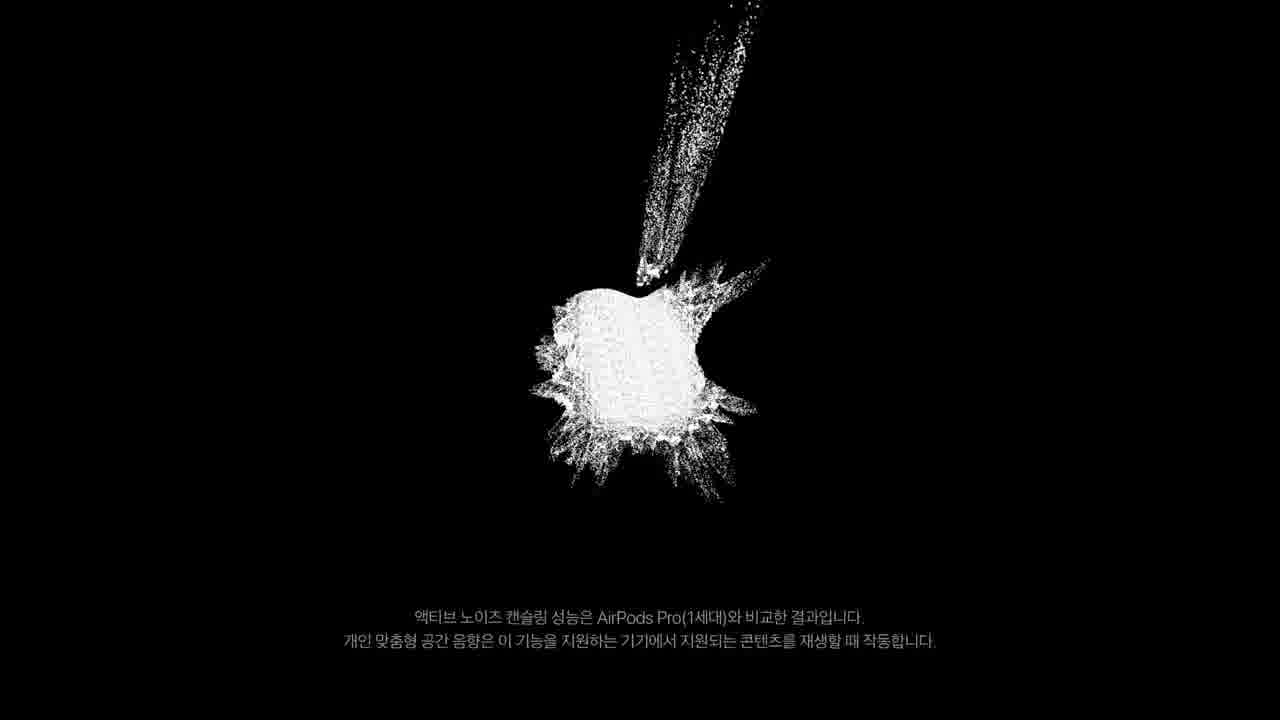 액티브 노이즈 캔슬링 성능은 AirPods Pro(1세대)와 비교한 결과입니다.
개인 맞춤형 공간 음향은 이 기능을 지원하는 기기에서 지원되는 콘텐츠를 재생할 때 작동합니다.